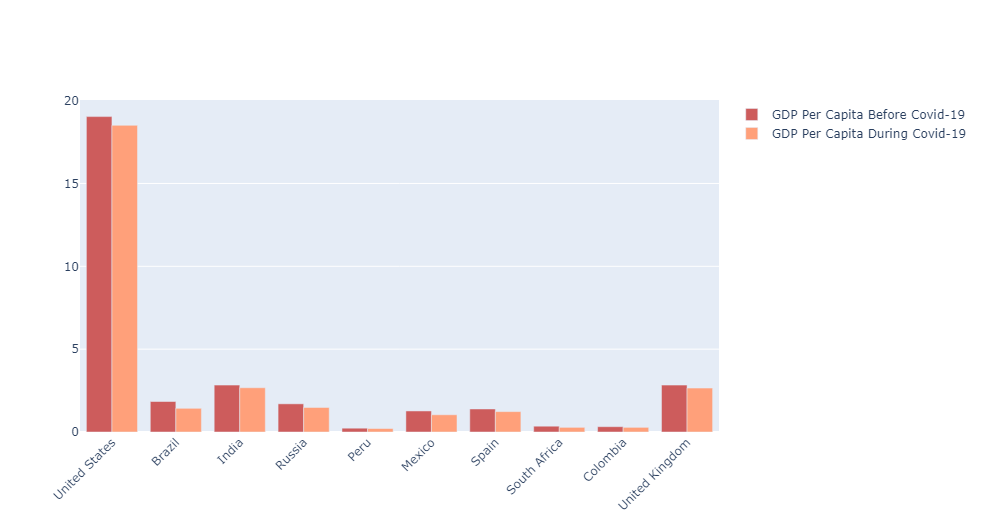 20
15
10
5
0
United States
Brazil
India
Russia
Peru
Mexico
Spain
South Africa
Colombia
United Kingdom
GDP Per Capita Before Covid-19
GDP Per Capita During Covid-19